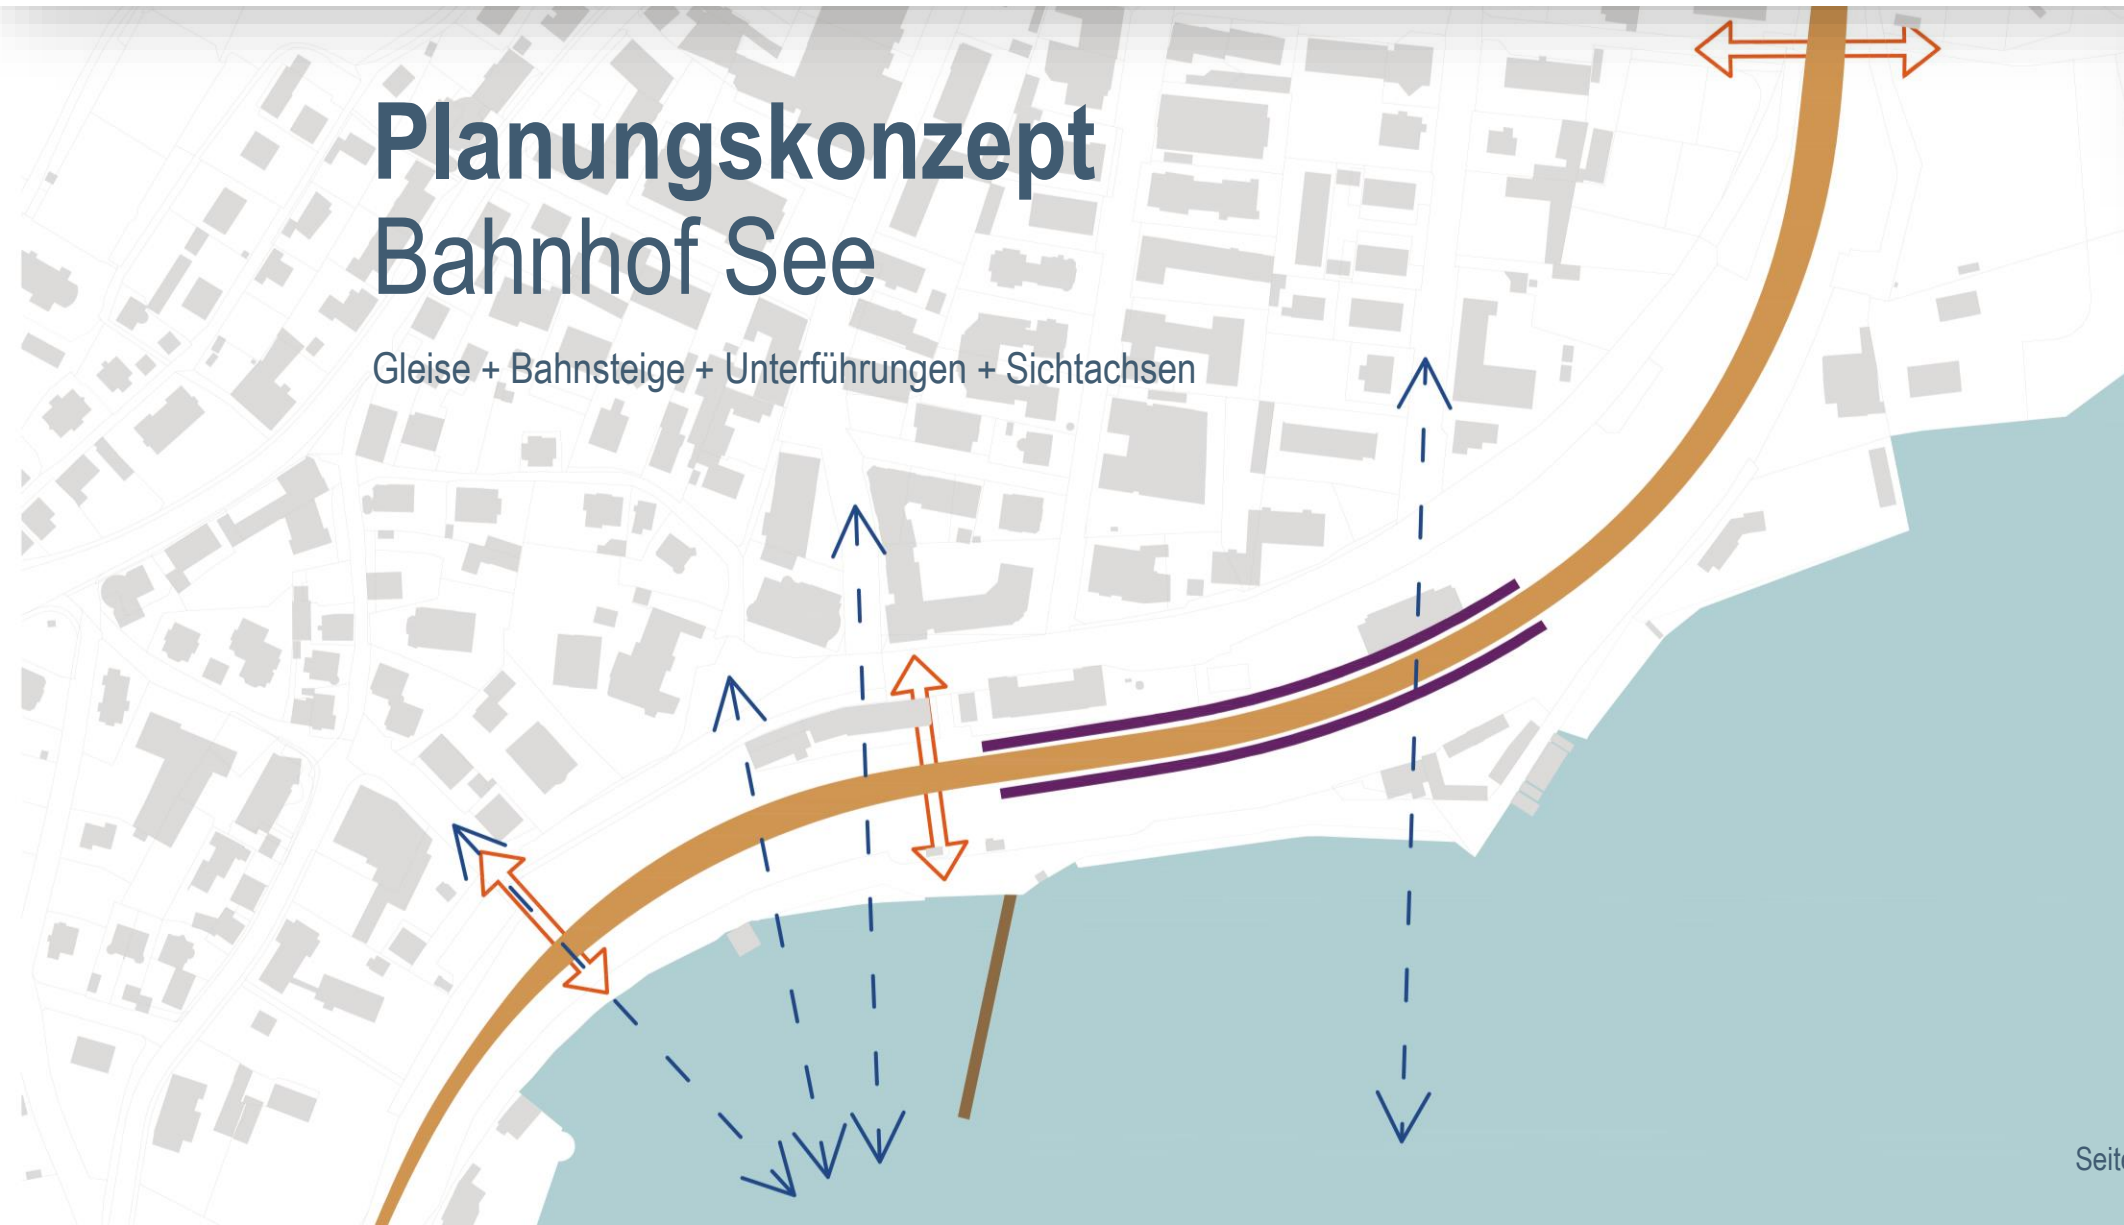 Planungskonzept
Bahnhof See
Gleise + Bahnsteige + Unterführungen + Sichtachsen